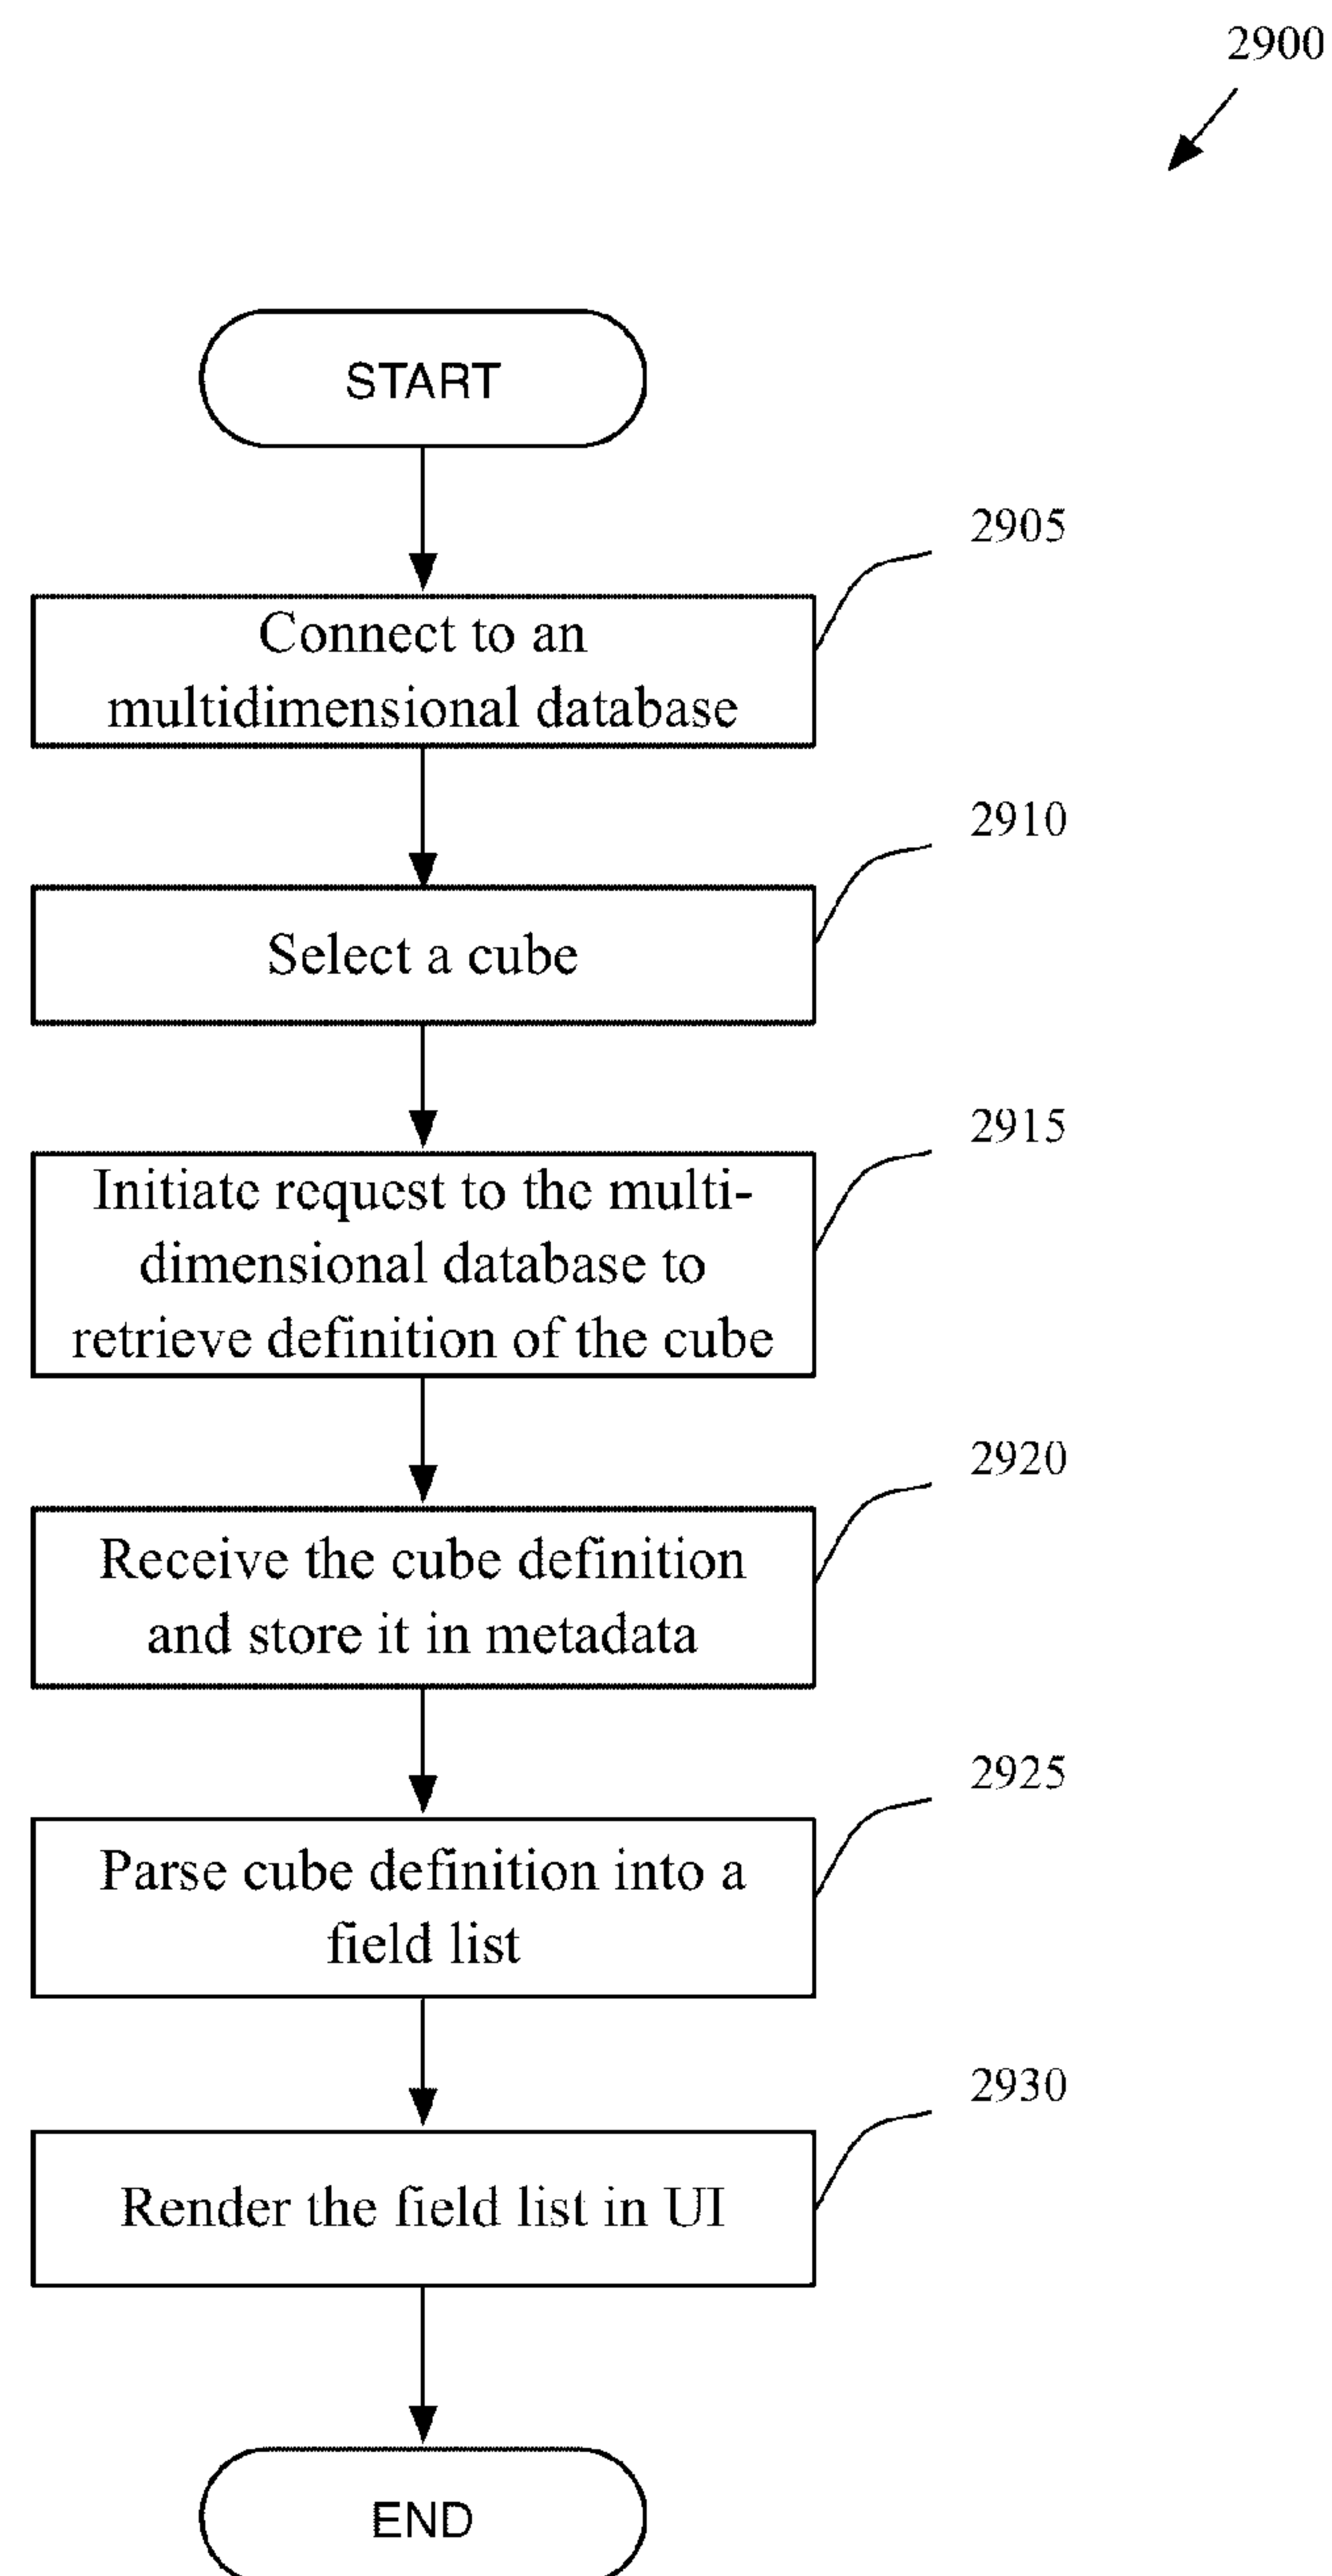 2900
START
2905
Connect to an
multidimensional database
2910
Select a cube
2915
Initiate request to the multi-
dimensional database to
retrieve definition of the cube
2920
Receive the cube definition
and store it in metadata
2925
Parse cube definition into a
field list
2930
Render the field list in UI
END